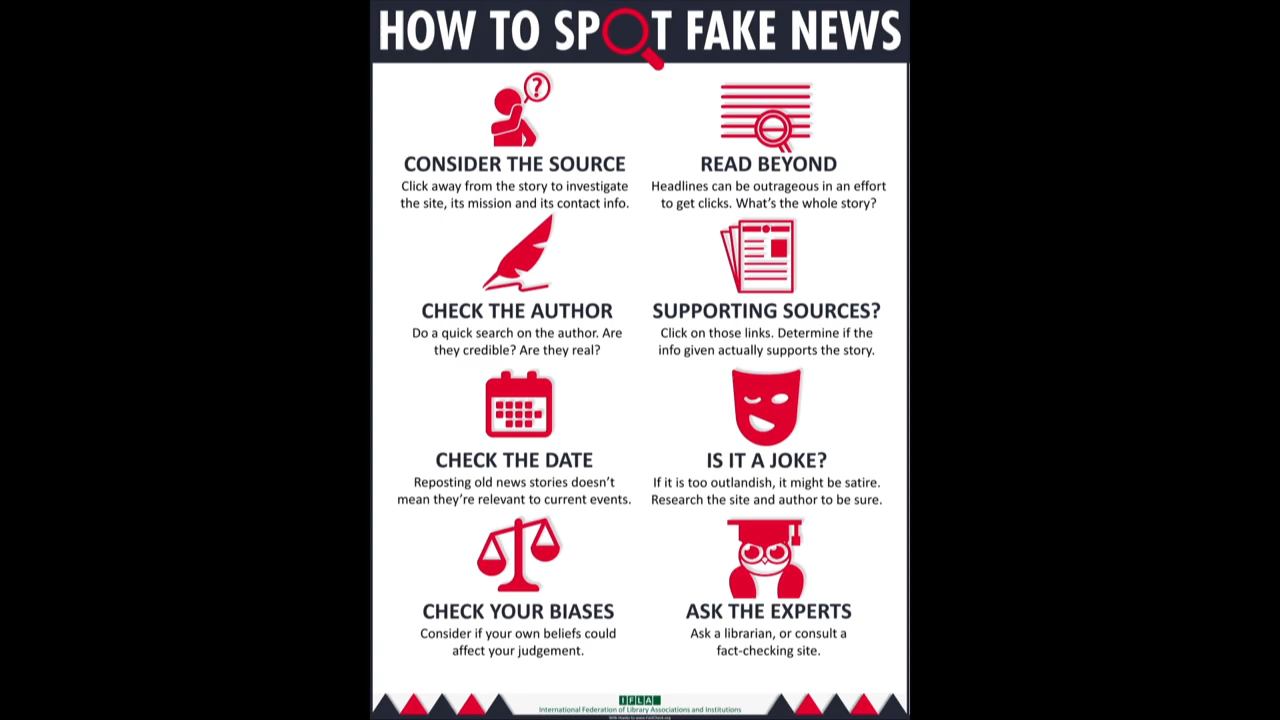 HOW TO SPOT FAKE NEWS
?
CONSIDER THE SOURCE
Click away from the story to investigate
the site, its mission and its contact info.
READ BEYOND
Headlines can be outrageous in an effort
to get clicks. What's the whole story?
CHECK THE AUTHOR
Do a quick search on the author. Are
they credible? Are they real?
SUPPORTING SOURCES?
Click on those links. Determine if the
info given actually supports the story.
CHECK THE DATE
Reposting old news stories doesn't
mean they're relevant to current events.
IS IT A JOKE?
If it is too outlandish, it might be satire.
Research the site and author to be sure.
CHECK YOUR BIASES
Consider if your own beliefs could
affect your judgement.
ASK THE EXPERTS
Ask a librarian, or consult a
fact-checking site.
IFLA
International Federation of Library Associations and Institutions
With thanks to www.FactCheck.org